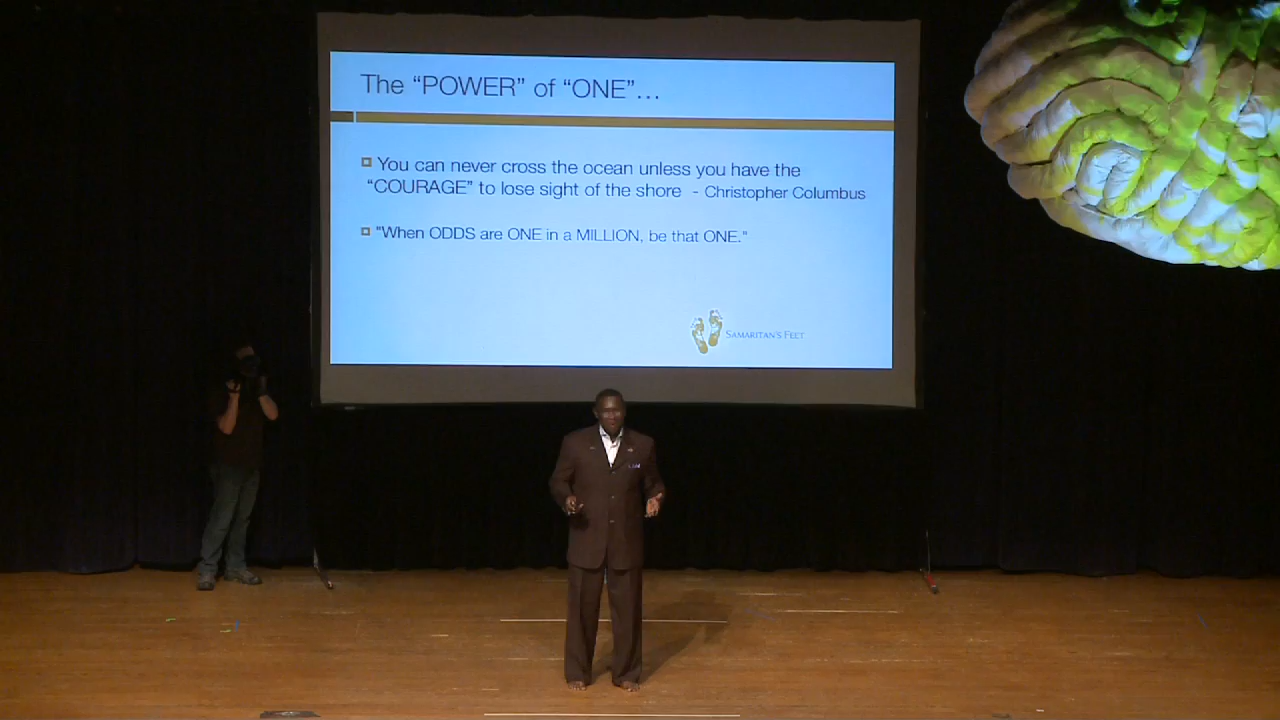 The “POWER” of “ONE”…
You can never cross the ocean unless you have the
“COURAGE” to lose sight of the shore - Christopher Columbus
"When ODDS are ONE in a MILLION, be that ONE."
SAMARITAN'S FEET